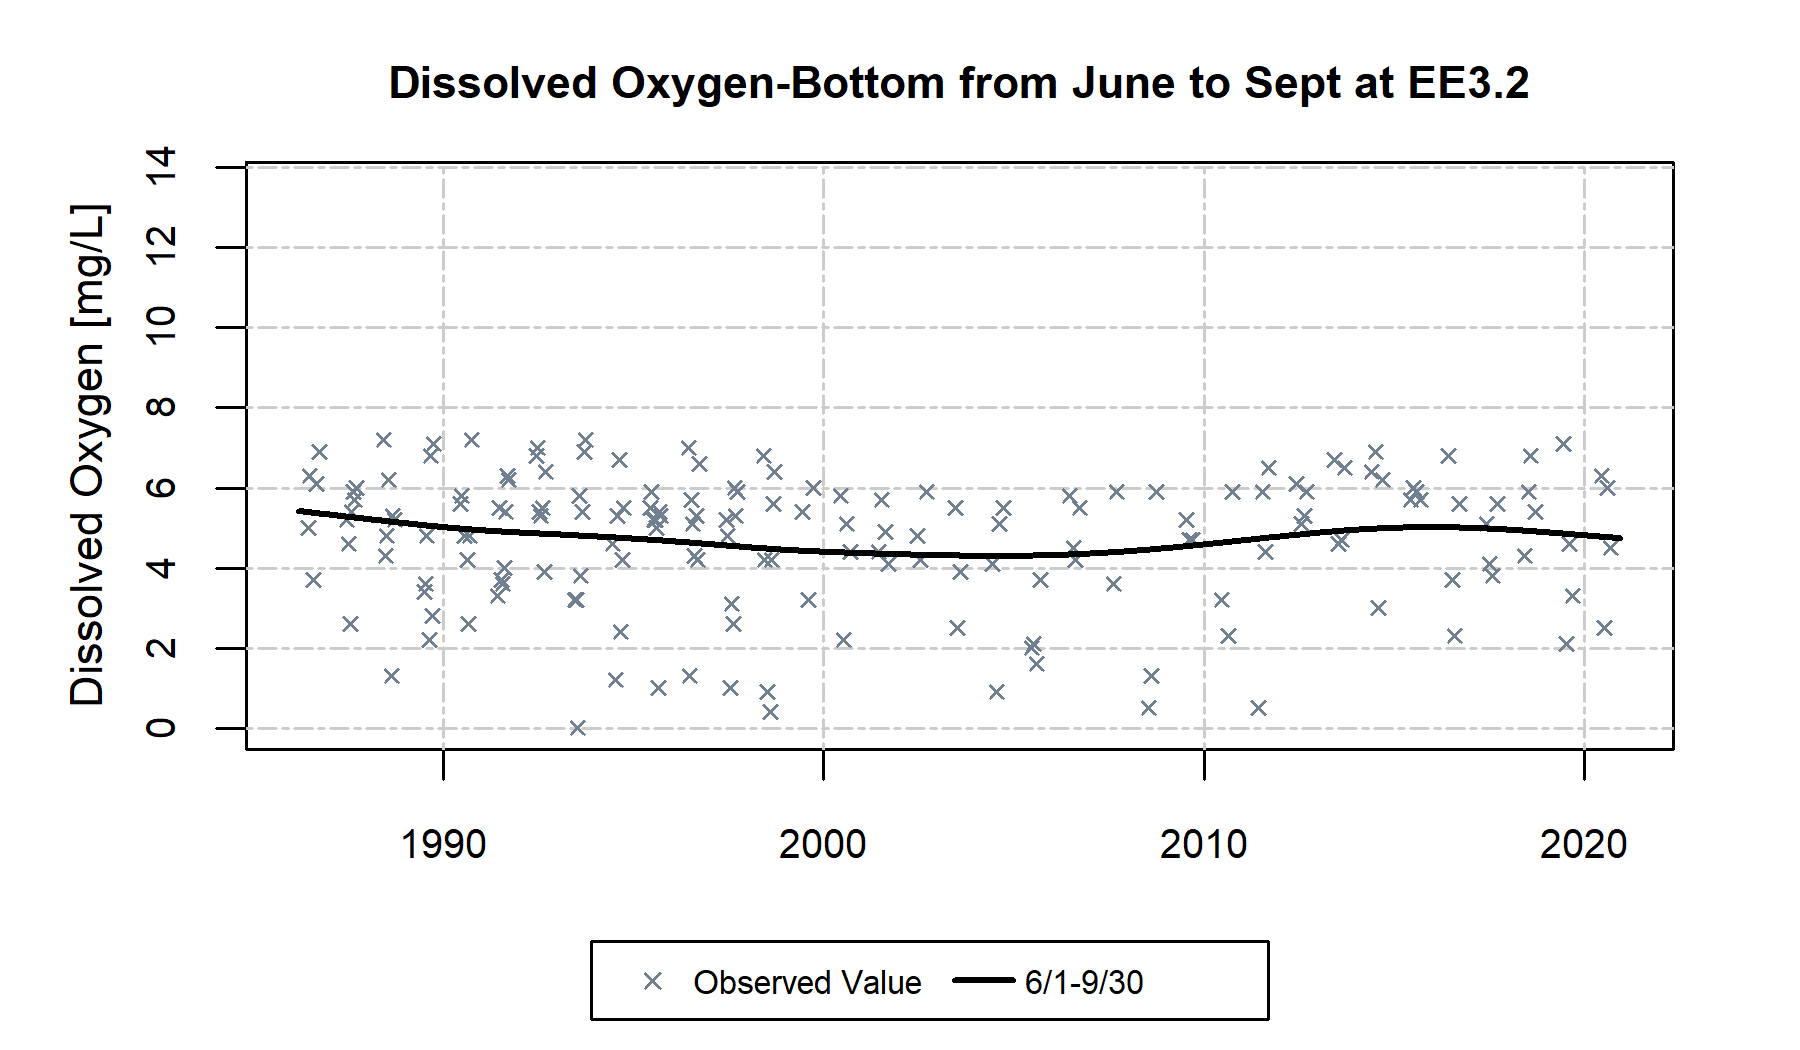 Dissolved Oxygen-Bottom from June to Sept at EE3.2
Dissolved Oxygen [mg/L]
14
12
10
8
6
4
2
0
1990 2000 2010 2020
Observed Value 6/1-9/30